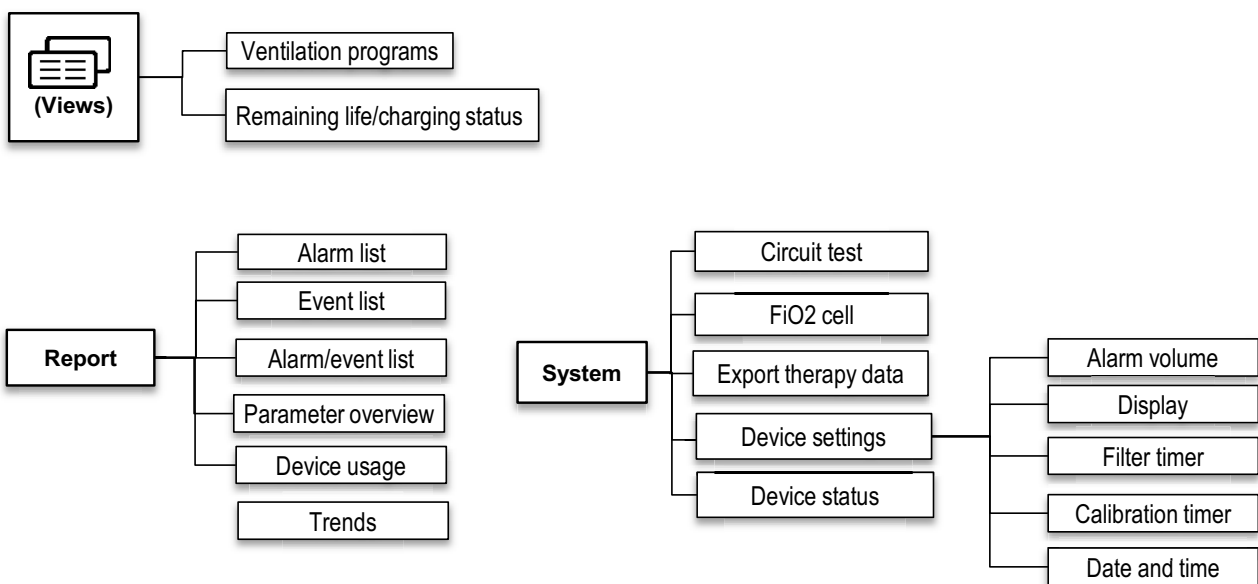 (Views)
Ventilation programs
Remaining life/charging status
Report
Alarm list
Event list
Alarm/event list
Parameter overview
Device usage
Trends
System
Circuit test
FiO2 cell
Export therapy data
Device settings
Device status
Alarm volume
Display
Filter timer
Calibration timer
Date and time